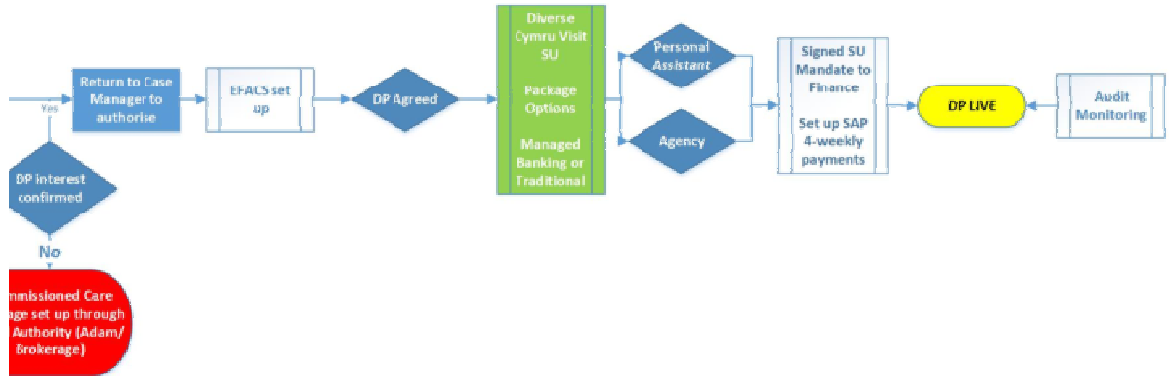 Diverse
Cymru Visit
SU
Package
Options
Managed
Banking or
Traditional
Personal
Assistant
Agency
Signed SU
Mandate to
Finance
Set up SAP
4-weekly
payments
DP LIVE
Audit
Monitoring
Return to Case
Manager to
authorise
EFACS set
up
DP Agreed
Yes
DP interest
confirmed
No
mmissioned Care
age set up through
Authority (Adam/
Brokerage)